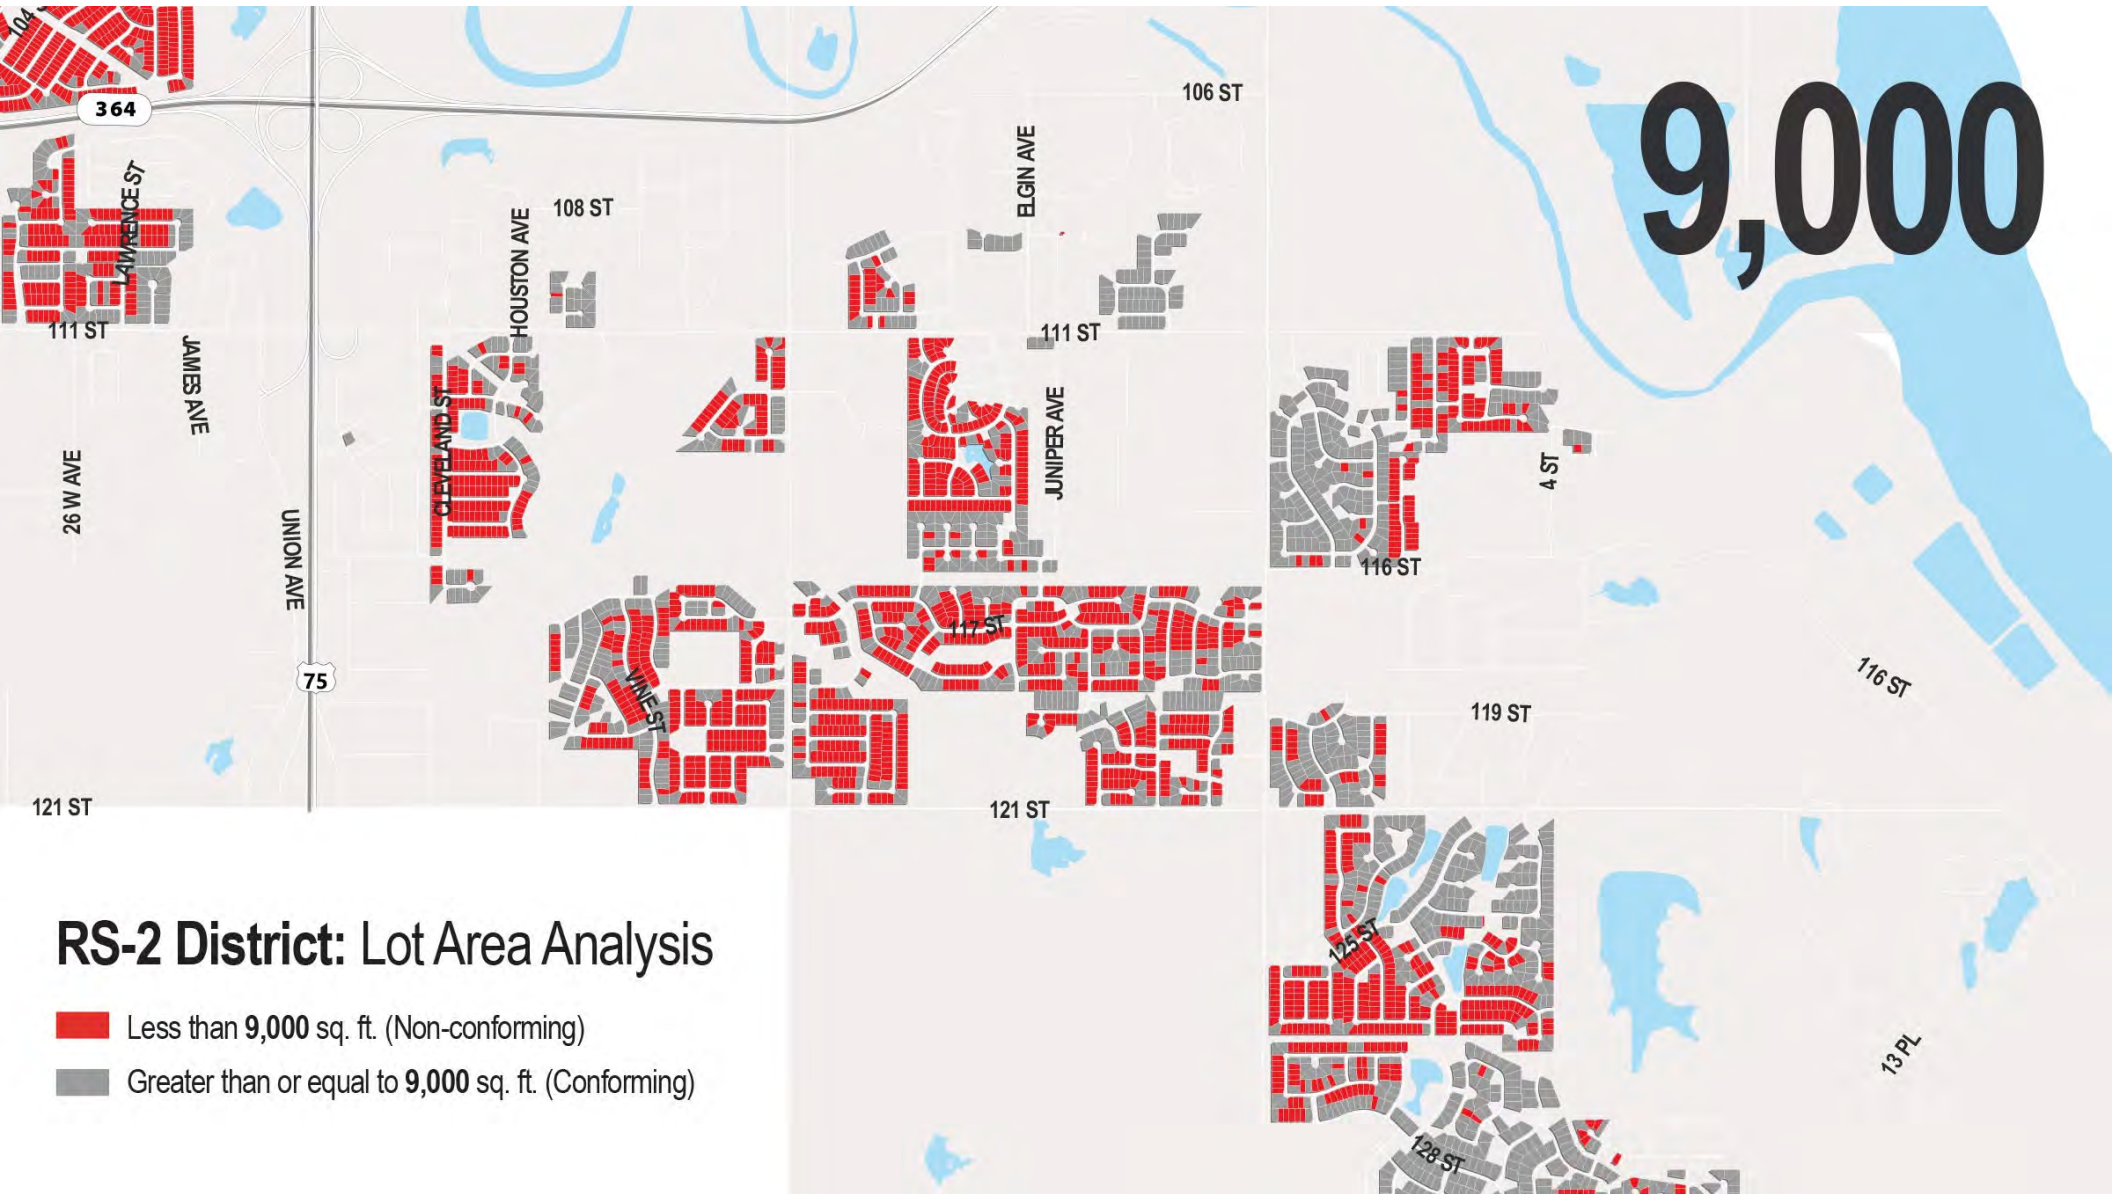 104 S
364
106 ST
9,000
ELGIN AVE
LAWRENCE ST
108 ST
HOUSTON AVE
111 ST
111 ST
JAMES AVE
CLEVELAND ST
JUNIPER AVE
26 W AVE
4 ST
UNION AVE
116 ST
117 ST
75
VINE ST
116 ST
119 ST
121 ST
121 ST
RS-2 District: Lot Area Analysis
125 ST
Less than 9,000 sq. ft. (Non-conforming)
Greater than or equal to 9,000 sq. ft. (Conforming)
13 PL
128 ST